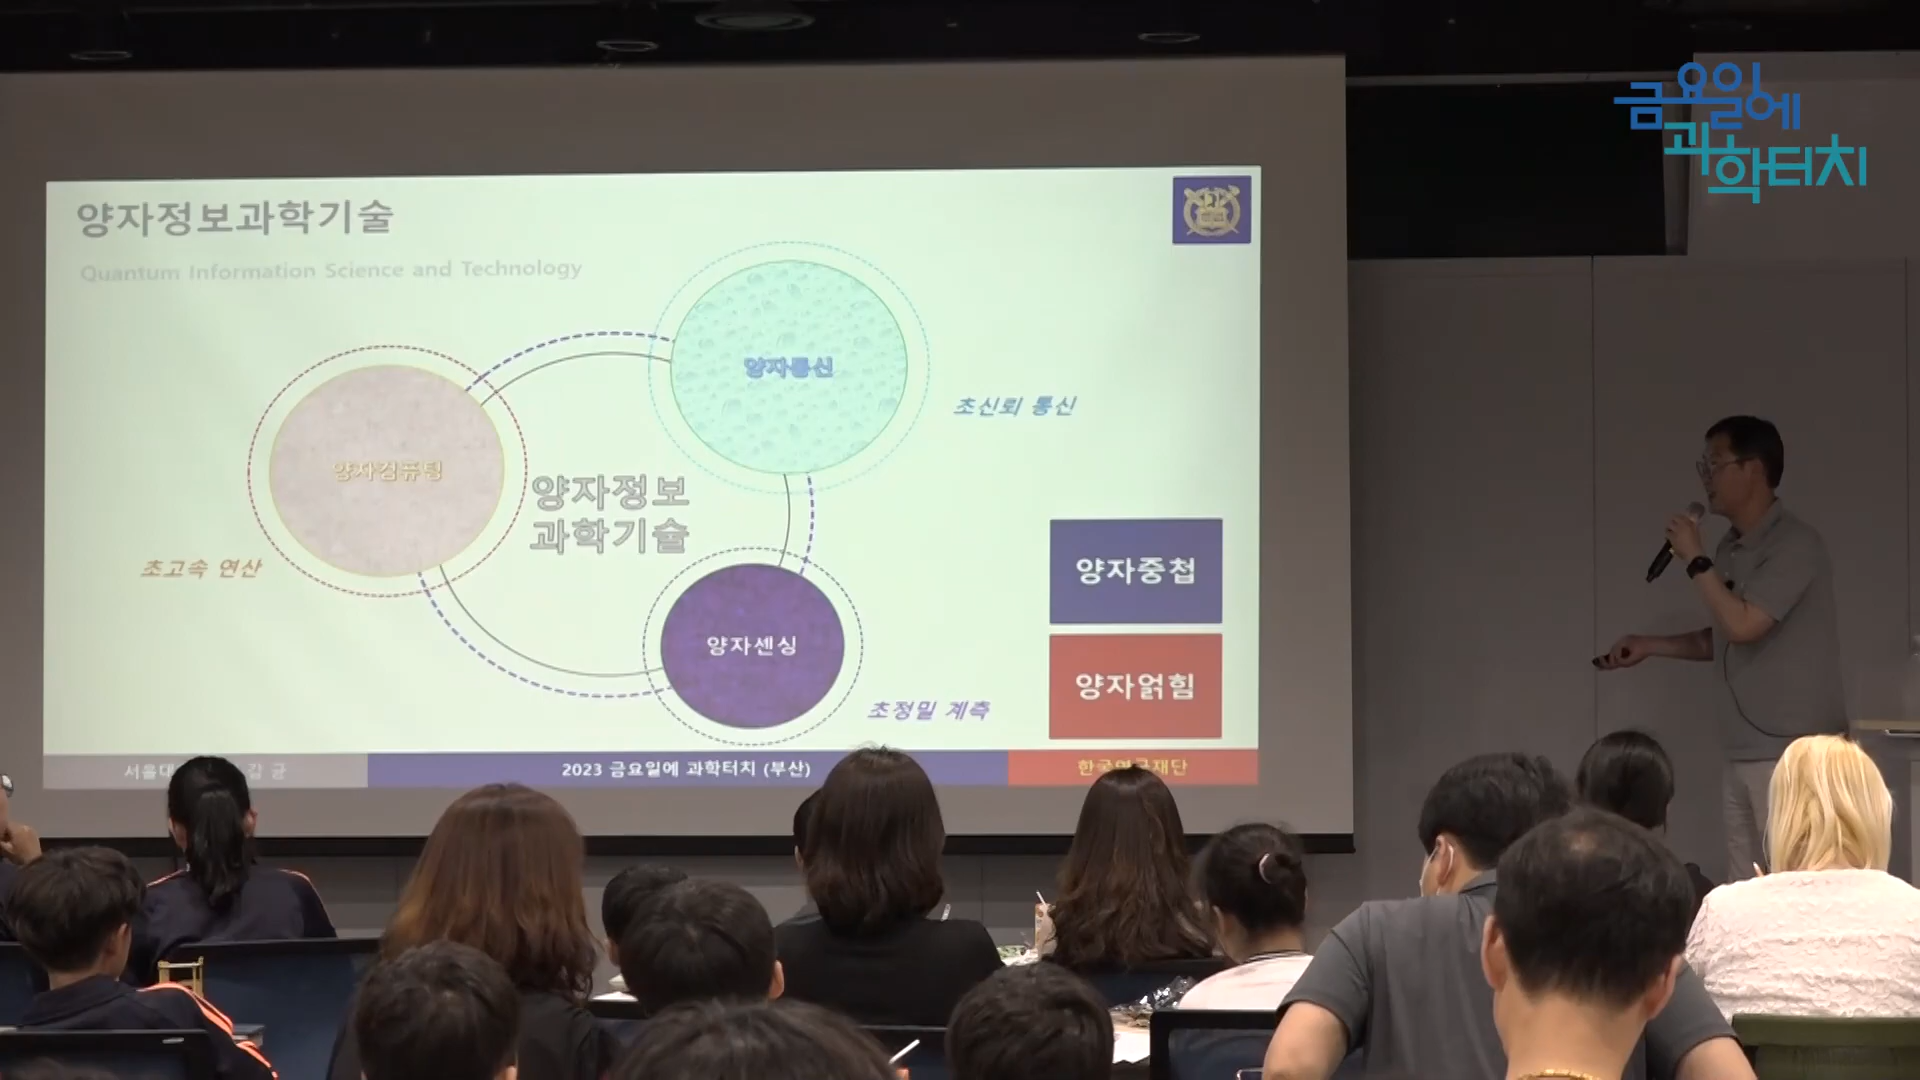 금요일에
과학터치
양자정보과학기술
Quantum Information Science and Technology
양자통신
초신뢰 통신
양자컴퓨팅
양자정보
과학기술
초고속 연산
양자중첩
양자센싱
양자얽힘
초정밀 계측
2023 금요일에 과학터치 (부산)